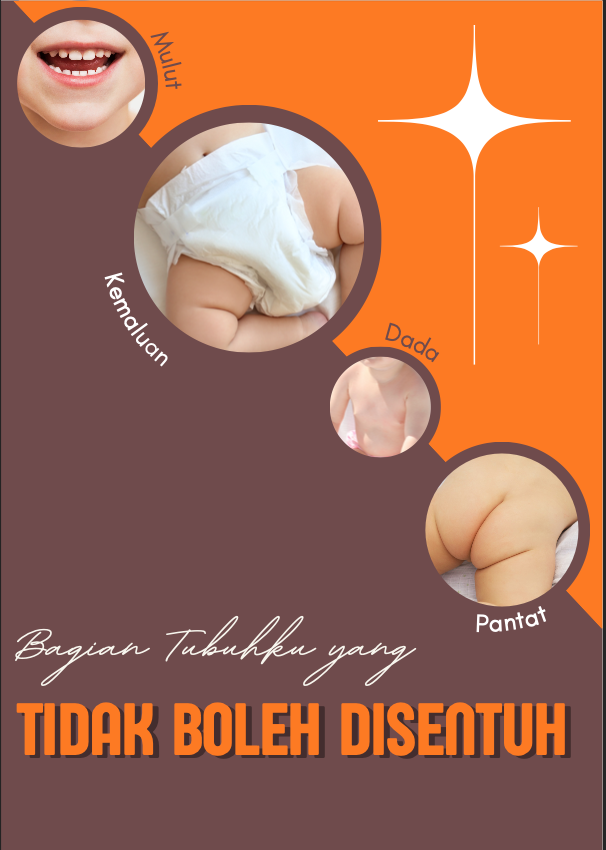 Mulut
Kemaluan
Dada
Pantat
Bagian Tubuhku yang
TIDAK BOLEH DISENTUH